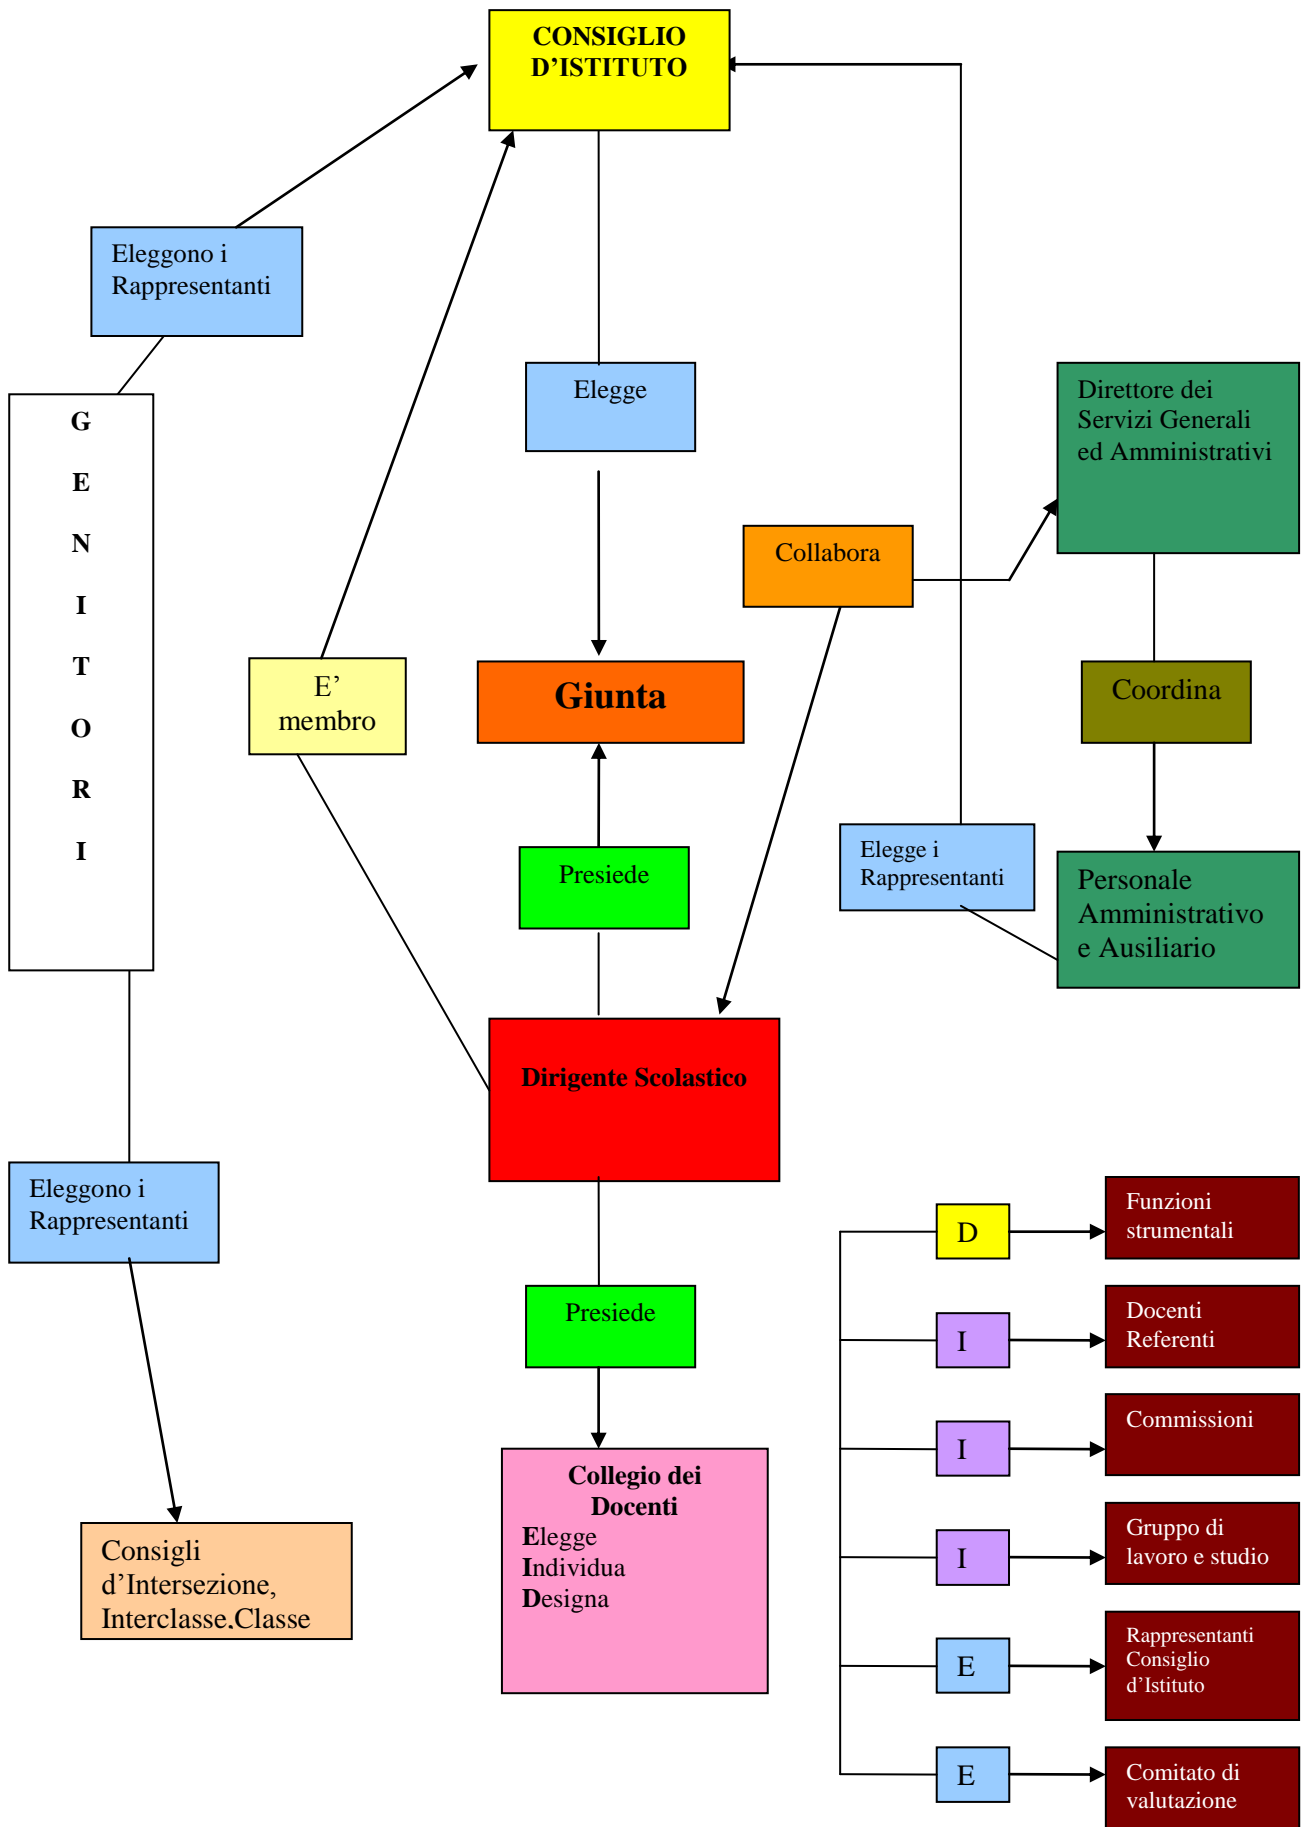 CONSIGLIO
D’ISTITUTO
Eleggono i
Rappresentanti
Elegge
Direttore dei
Servizi Generali
ed Amministrativi
G
E
N
I
T
O
R
I
Collabora
E’
membro
Giunta
Coordina
Presiede
Elegge i
Rappresentanti
Personale
Amministrativo
e Ausiliario
Dirigente Scolastico
Eleggono i
Rappresentanti
Presiede
Collegio dei
Docenti
Elegge
Individua
Designa
Consigli
d’Intersezione,
Interclasse,Classe
D
Funzioni
strumentali
I
Docenti
Referenti
I
Commissioni
I
Gruppo di
lavoro e studio
E
Rappresentanti
Consiglio
d’Istituto
E
Comitato di
valutazione